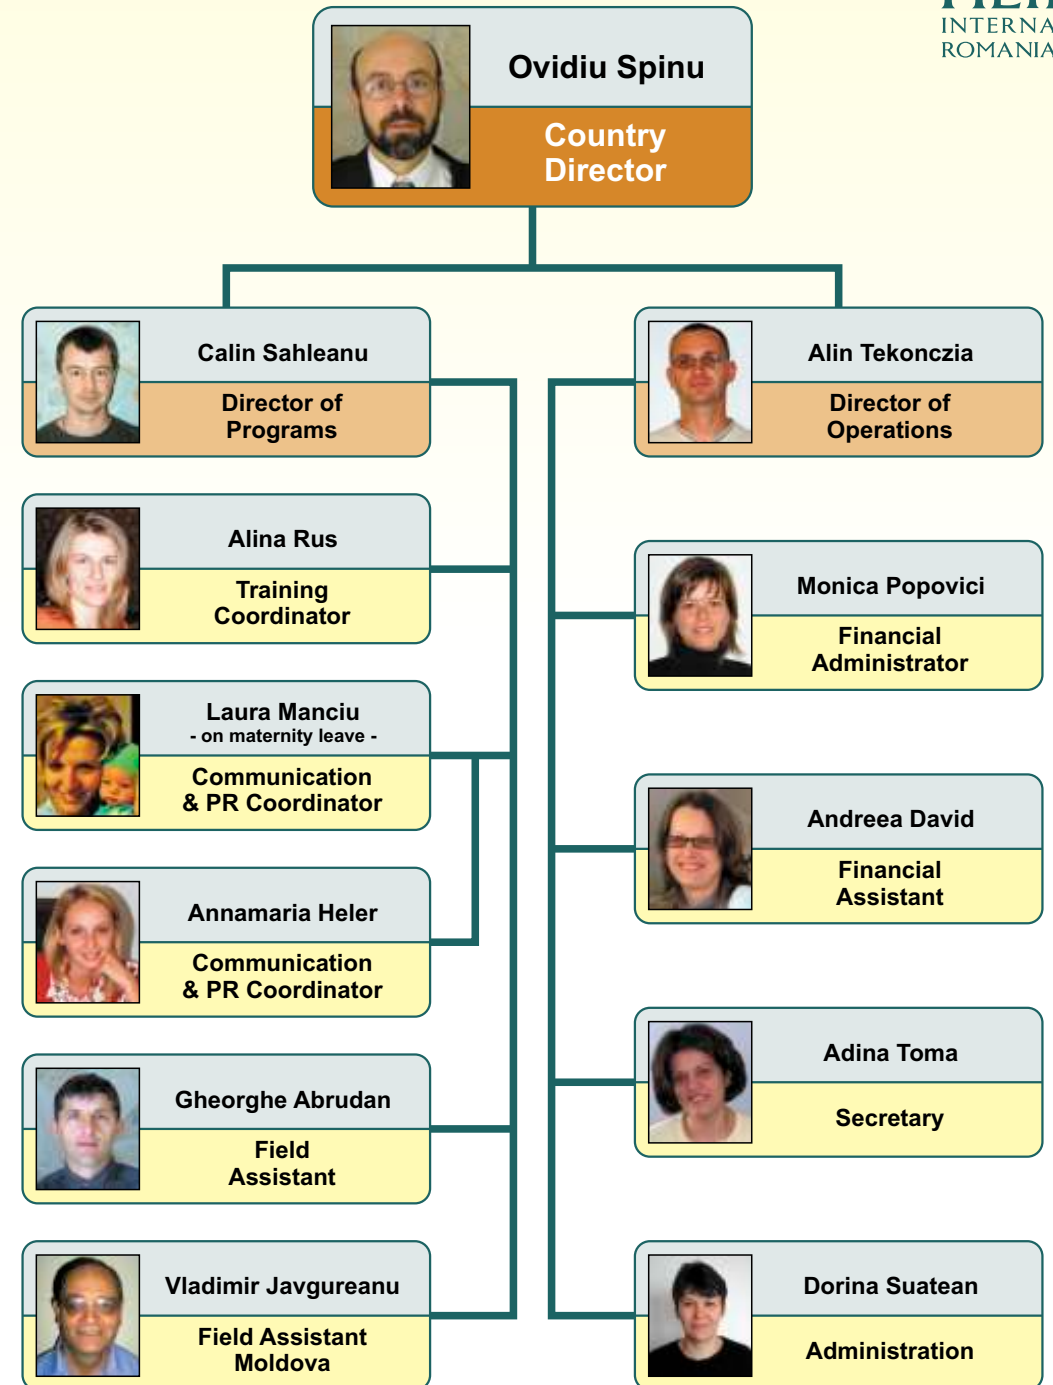 INTERNA
ROMANIA
Ovidiu Spinu
Country
Director
Calin Sahleanu
Director of
Programs
Alina Rus
Training
Coordinator
Laura Manciu
- on maternity leave -
Communication
& PR Coordinator
Annamaria Heler
Communication
& PR Coordinator
Gheorghe Abrudan
Field
Assistant
Vladimir Javgureanu
Field Assistant
Moldova
Alin Tekonczia
Director of
Operations
Monica Popovici
Financial
Administrator
Andreea David
Financial
Assistant
Adina Toma
Secretary
Dorina Suatean
Administration